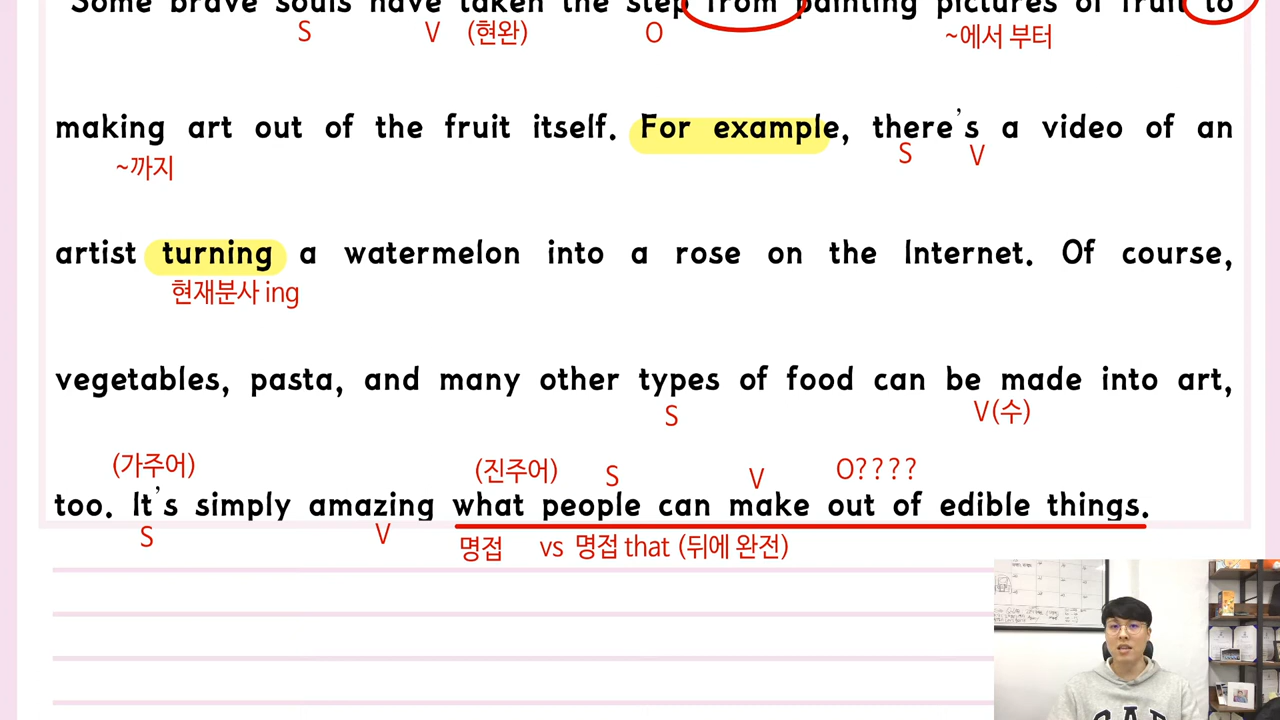 Some brave souls have taken the step from painting pictures of fruit to
S V (현완) O ~에서 부터
making art out of the fruit itself. For example, there's a video of an
~까지 S V
artist turning a watermelon into a rose on the Internet. Of course,
현재분사 ing
vegetables, pasta, and many other types of food can be made into art,
S V(수)
(가주어) (진주어) S V O????
too. It's simply amazing what people can make out of edible things.
S V 명접 vs 명접 that (뒤에 완전)